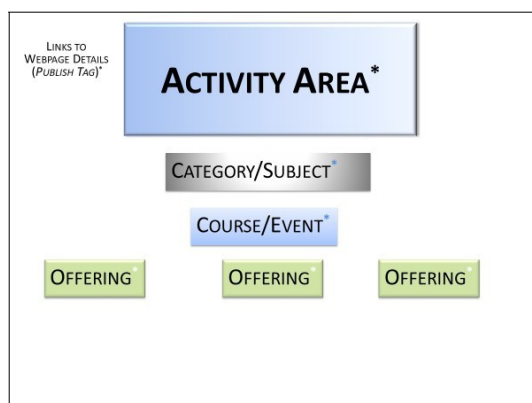 LINKS TO
WEBPAGE DETAILS
(PUBLISH TAG)*
ACTIVITY AREA*
CATEGORY/SUBJECT*
COURSE/EVENT*
OFFERING*
OFFERING*
OFFERING*